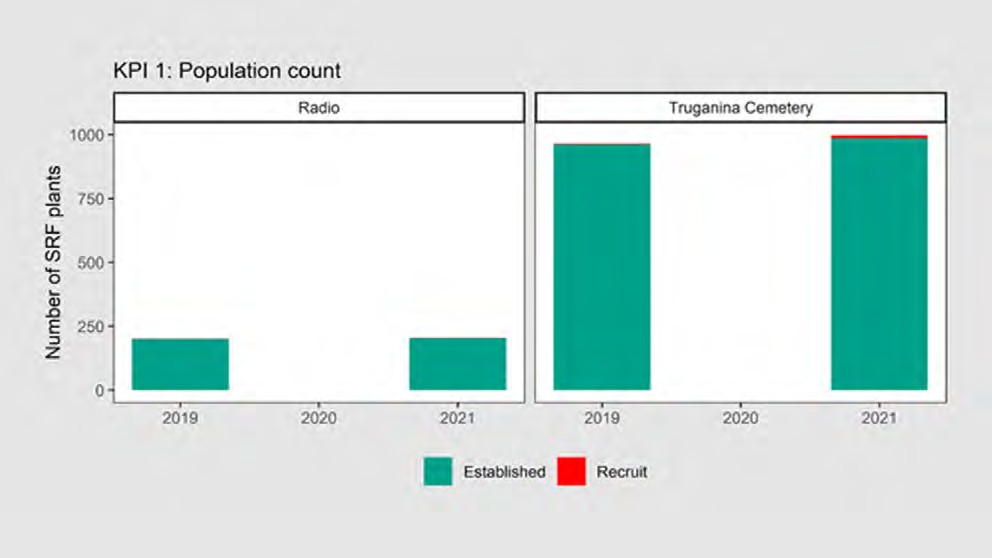 KPI 1: Population count
Radio
Truganina Cemetery
Number of SRF plants
1000
750
500
250
0
2019
2020
2021
2019
2020
2021
Established
Recruit